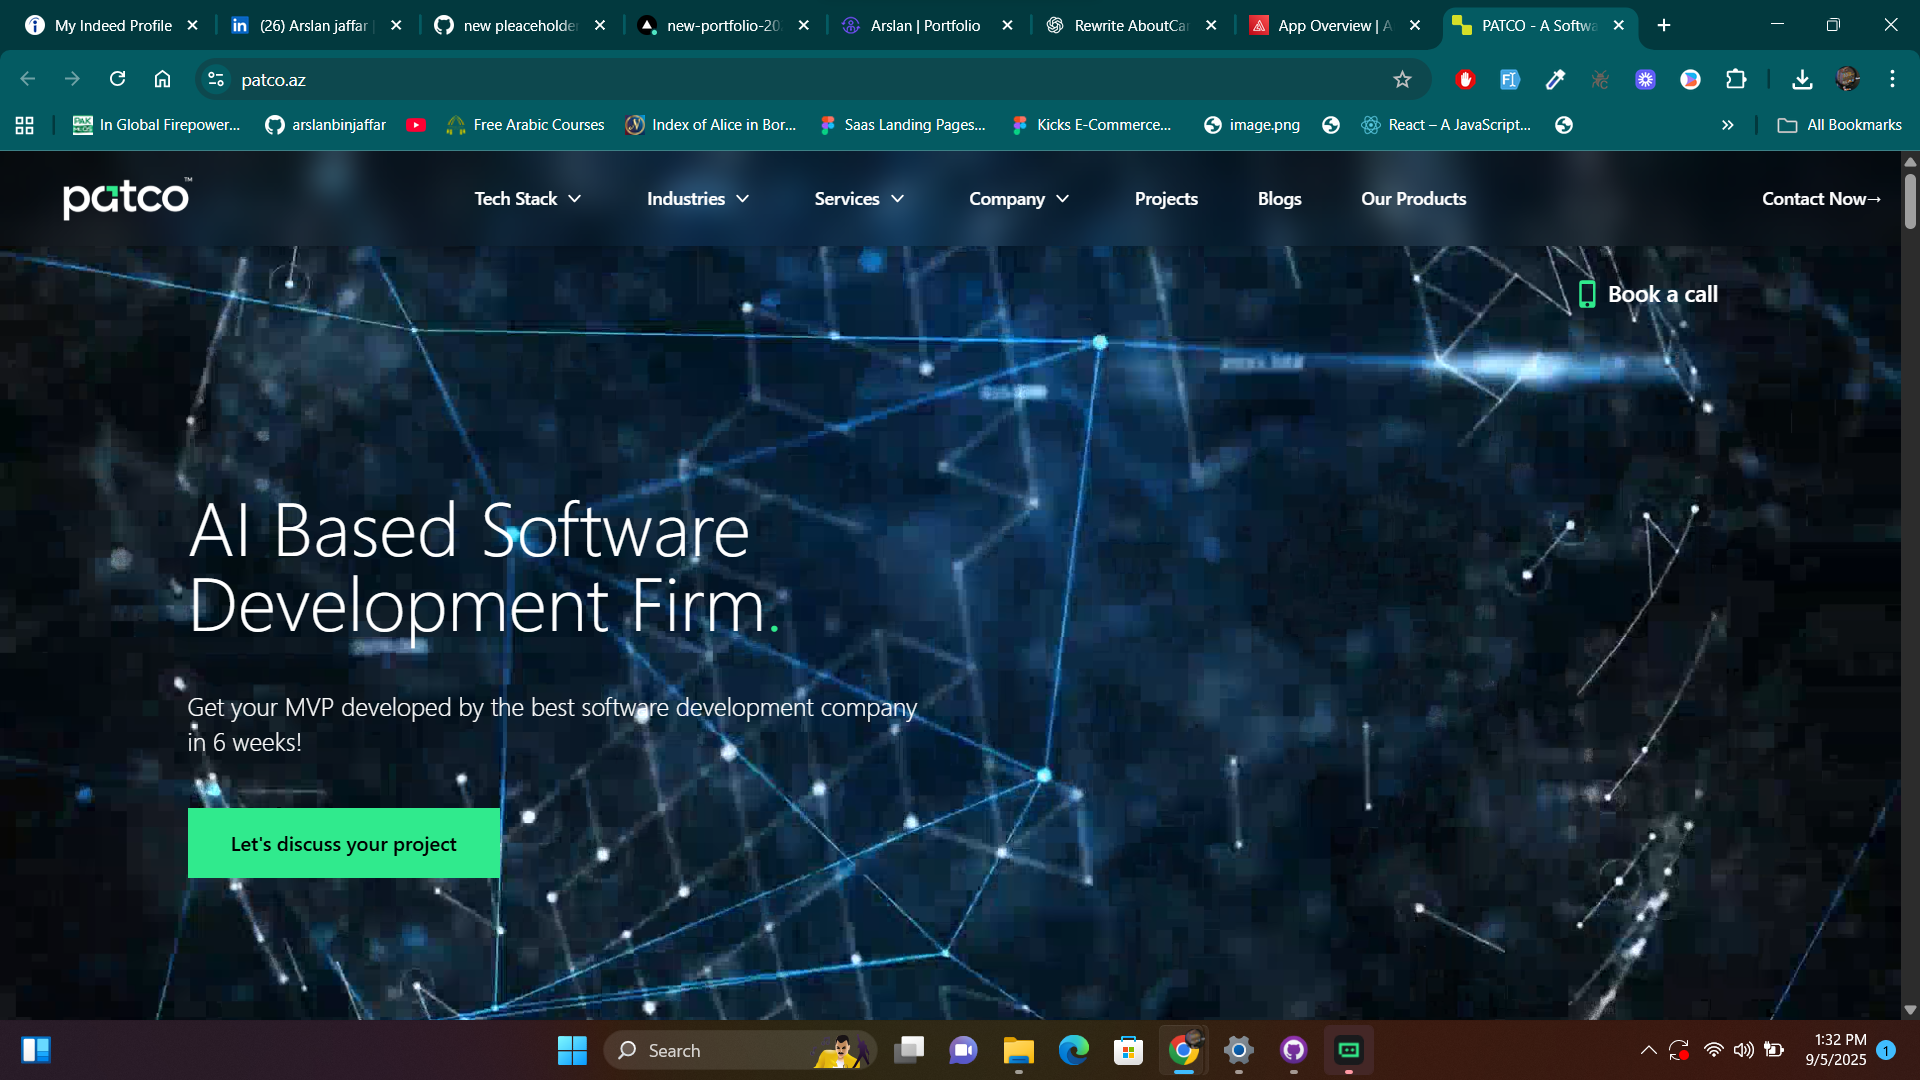 My Indeed Profile
(26) Arslan jaffar
new pleaceholder
new-portfolio-20
Arslan | Portfolio
Rewrite AboutCar
App Overview | A
PATCO - A Softwa
patco.az
In Global Firepower...
arslanbinjaffar
Free Arabic Courses
Index of Alice in Bor...
Saas Landing Pages...
Kicks E-Commerce...
image.png
React – A JavaScript...
All Bookmarks
patco™
Tech Stack
Industries
Services
Company
Projects
Blogs
Our Products
Contact Now→
Book a call
AI Based Software
Development Firm.
Get your MVP developed by the best software development company
in 6 weeks!
Let's discuss your project
Search
1:32 PM
9/5/2025
1